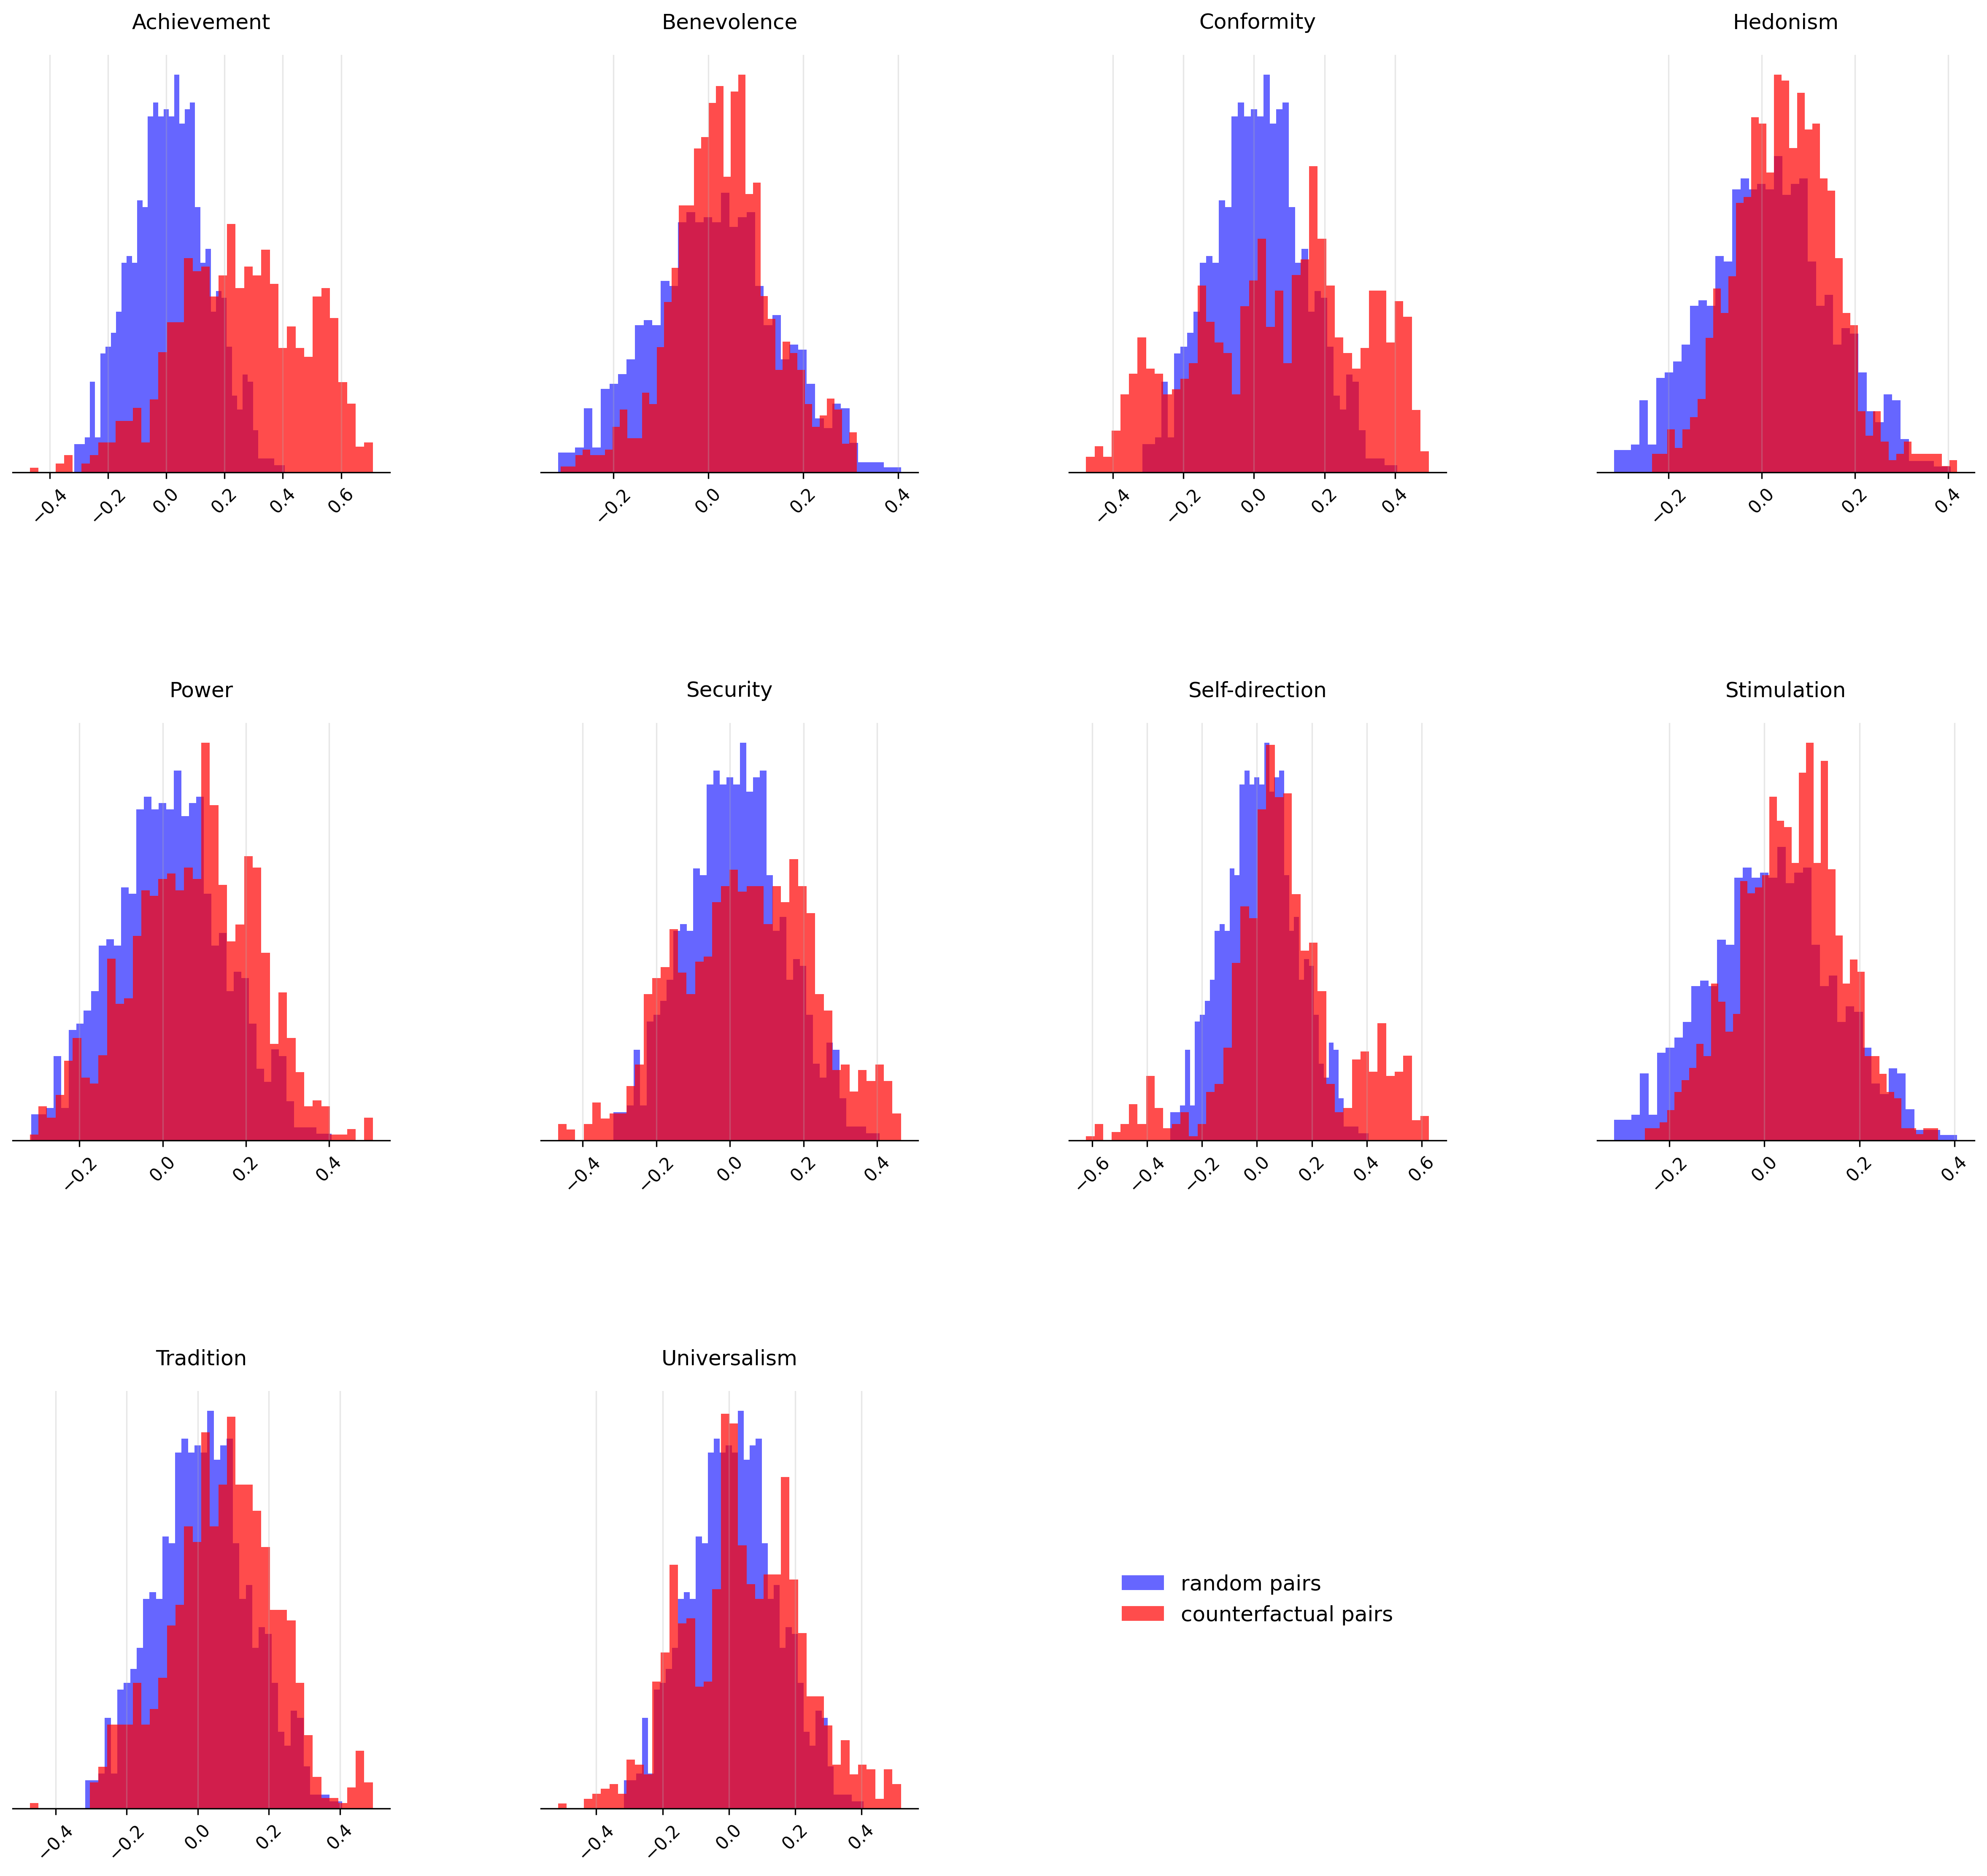 Achievement
Benevolence
Conformity
Hedonism
−0.4 −0.2 0.0 0.2 0.4 0.6
−0.2 0.0 0.2 0.4
−0.4 −0.2 0.0 0.2 0.4
−0.2 0.0 0.2 0.4
Power
Security
Self-direction
Stimulation
−0.2 0.0 0.2 0.4
−0.4 −0.2 0.0 0.2 0.4
−0.6 −0.4 −0.2 0.0 0.2 0.4 0.6
−0.2 0.0 0.2 0.4
Tradition
Universalism
random pairs
counterfactual pairs
−0.4 −0.2 0.0 0.2 0.4
−0.4 −0.2 0.0 0.2 0.4